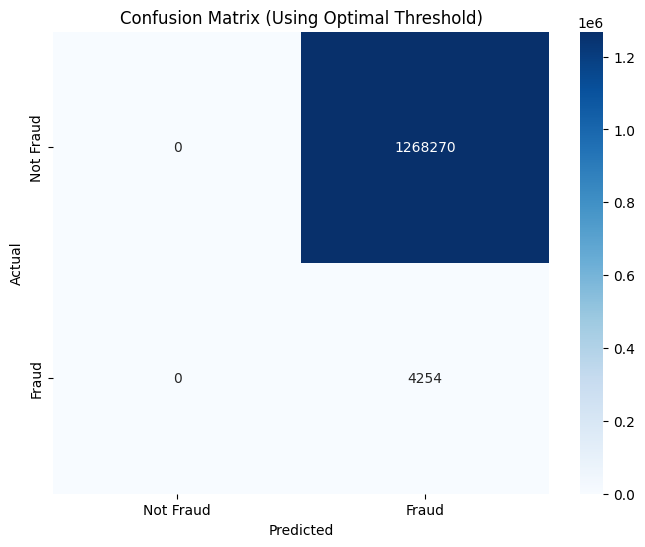 Confusion Matrix (Using Optimal Threshold)
1e6
Not Fraud
0
1268270
Fraud
0
4254
Actual
Not Fraud
Fraud
Predicted
1.2
1.0
0.8
0.6
0.4
0.2
0.0